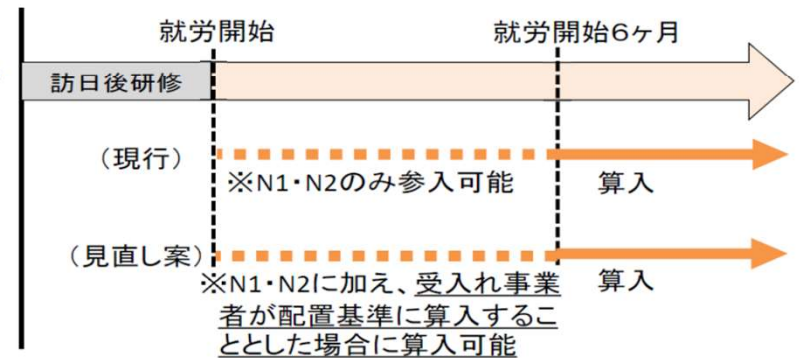 就労開始
就労開始6ヶ月
訪日後研修
(現行)
※N1・N2のみ参入可能
算入
(見直し案)
※N1・N2に加え、受入れ事業
者が配置基準に算入するこ
ととした場合に算入可能
算入